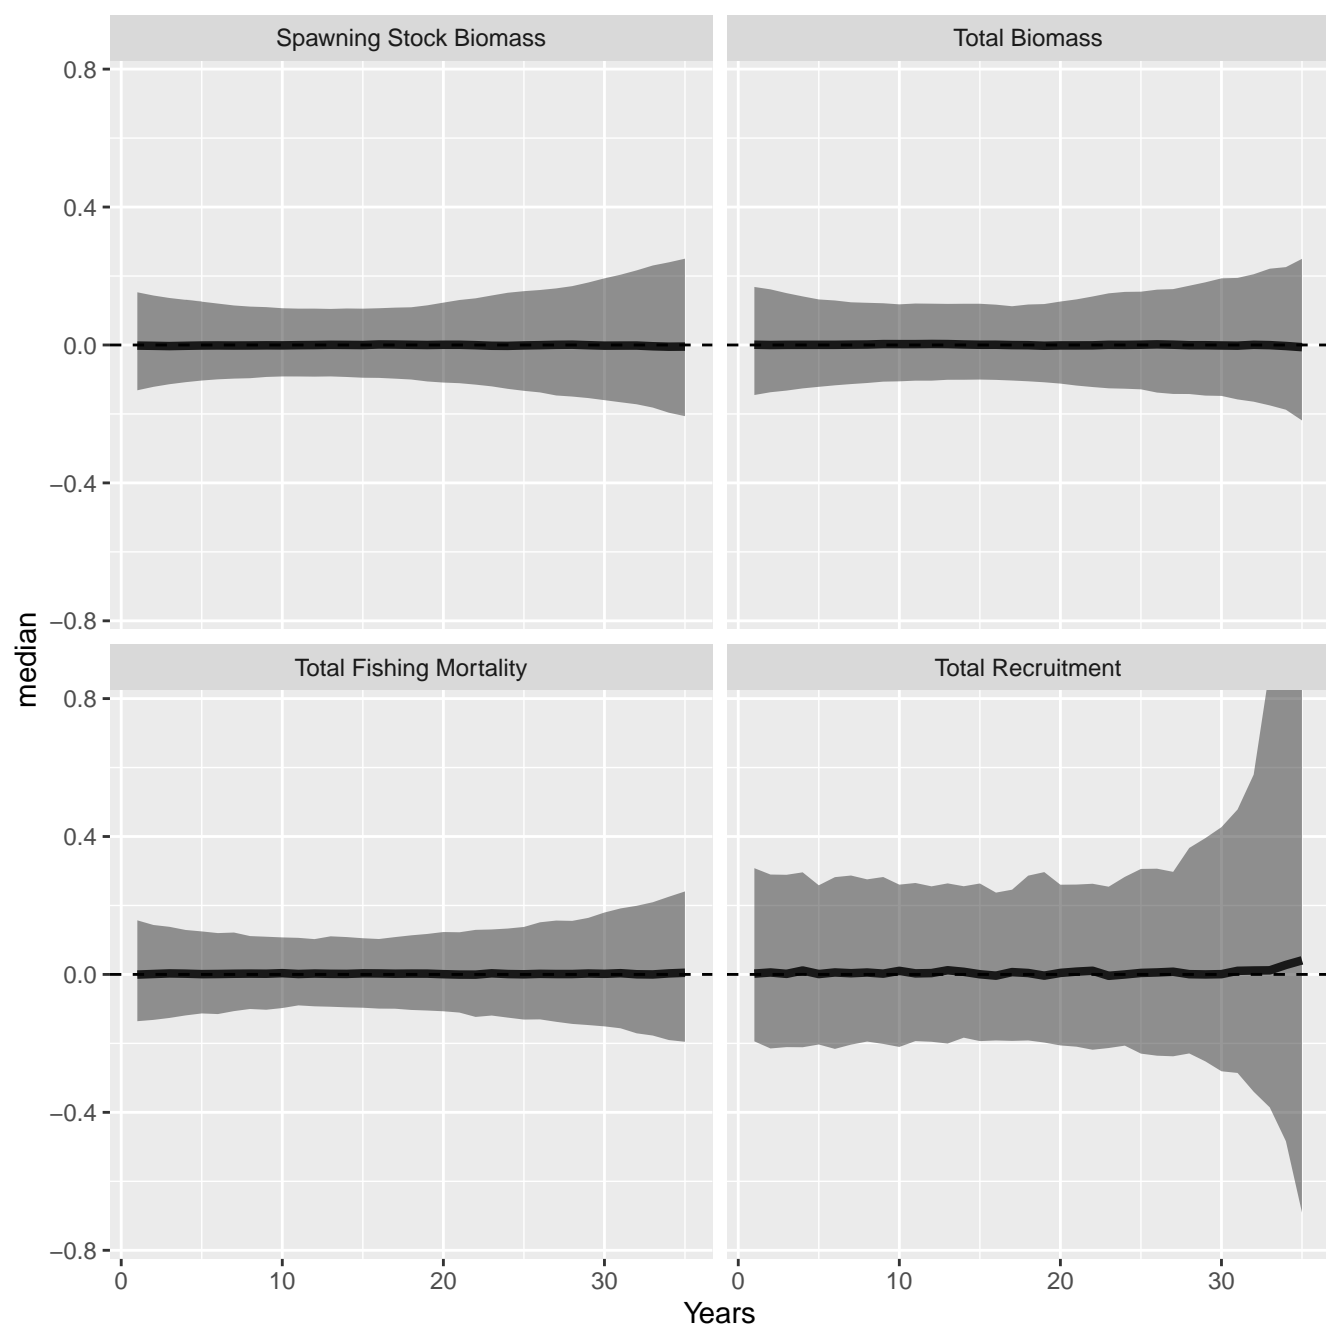 Spawning Stock Biomass
Total Biomass
0.8
0.4
0.0
−0.4
−0.8
Total Fishing Mortality
Total Recruitment
0.8
0.4
0.0
−0.4
−0.8
0 10 20 30
0 10 20 30
Years
median